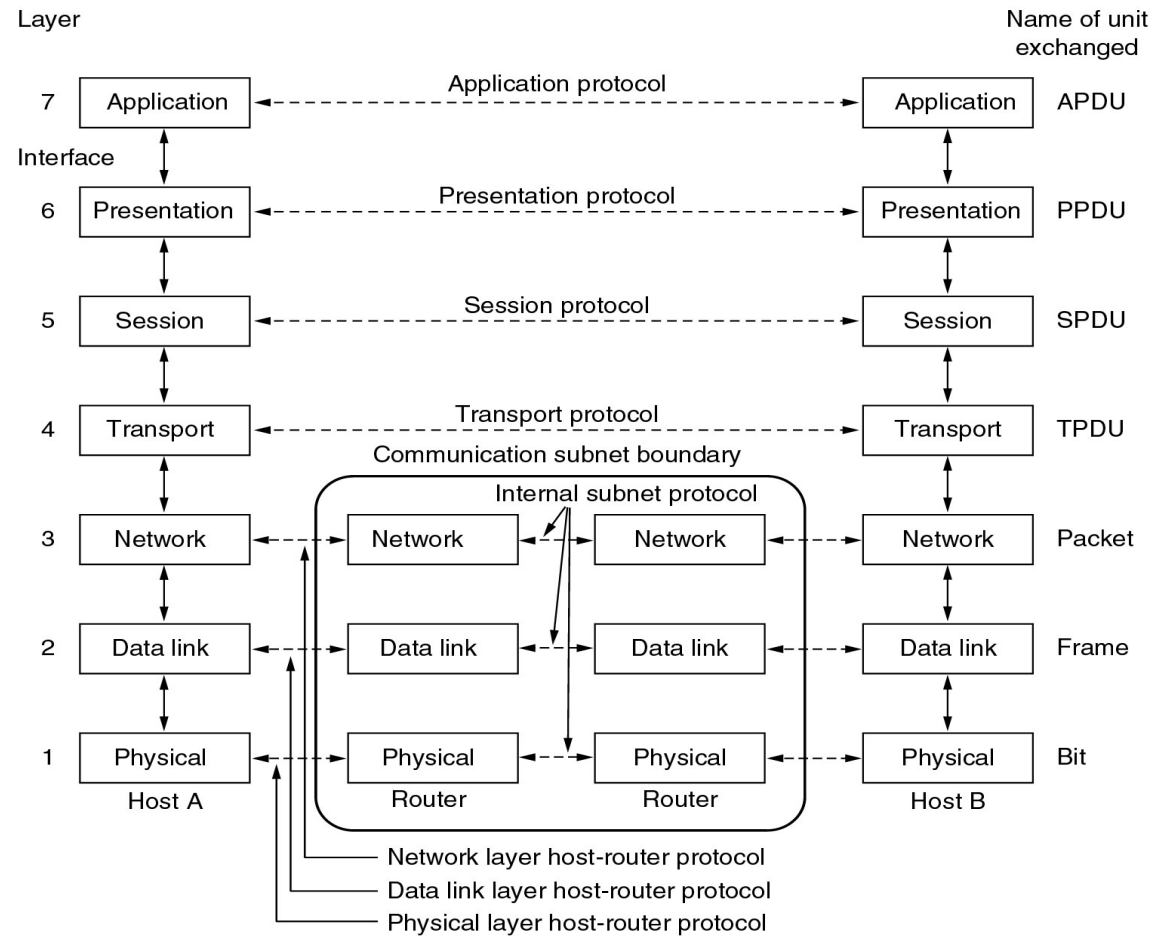 Layer
Name of unit
exchanged
Application protocol
7
Application
Application
APDU
Interface
Presentation protocol
6
Presentation
Presentation
PPDU
Session protocol
5
Session
Session
SPDU
Transport protocol
4
Transport
Transport
TPDU
Communication subnet boundary
Internal subnet protocol
3
Network
Network
Network
Network
Packet
2
Data link
Data link
Data link
Data link
Frame
1
Physical
Physical
Physical
Physical
Bit
Host A
Router
Router
Host B
Network layer host-router protocol
Data link layer host-router protocol
Physical layer host-router protocol